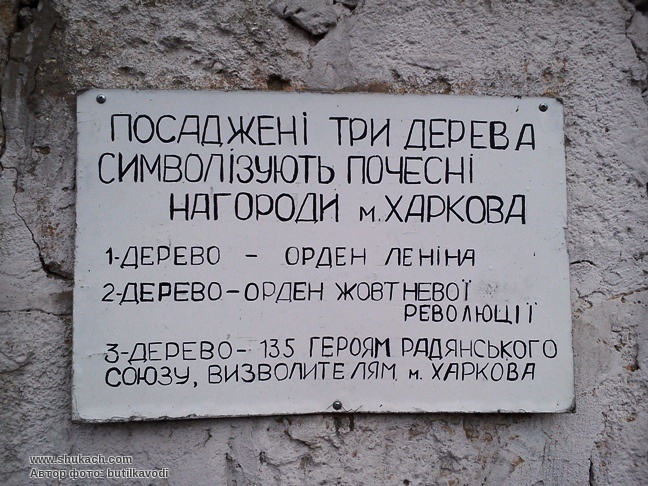 ПОСАДЖЕНІ ТРИ ДЕРЕВА
СИМВОЛІЗУЮТЬ ПОЧЕСНІ
НАГОРОДИ м. ХАРКОВА
1-ДЕРЕВО - ОРДЕН ЛЕНІНА
2-ДЕРЕВО-ОРДЕН ЖОВТНЕВОЇ
РЕВОЛЮЦІЇ
3-ДЕРЕВО- 135 ГЕРОЯМ РАДЯНСЬКОГО
СОЮЗУ, ВИЗВОЛИТЕЛЯМ м. ХАРКОВА
www.shukach.com
Автор фото: butilkavodi